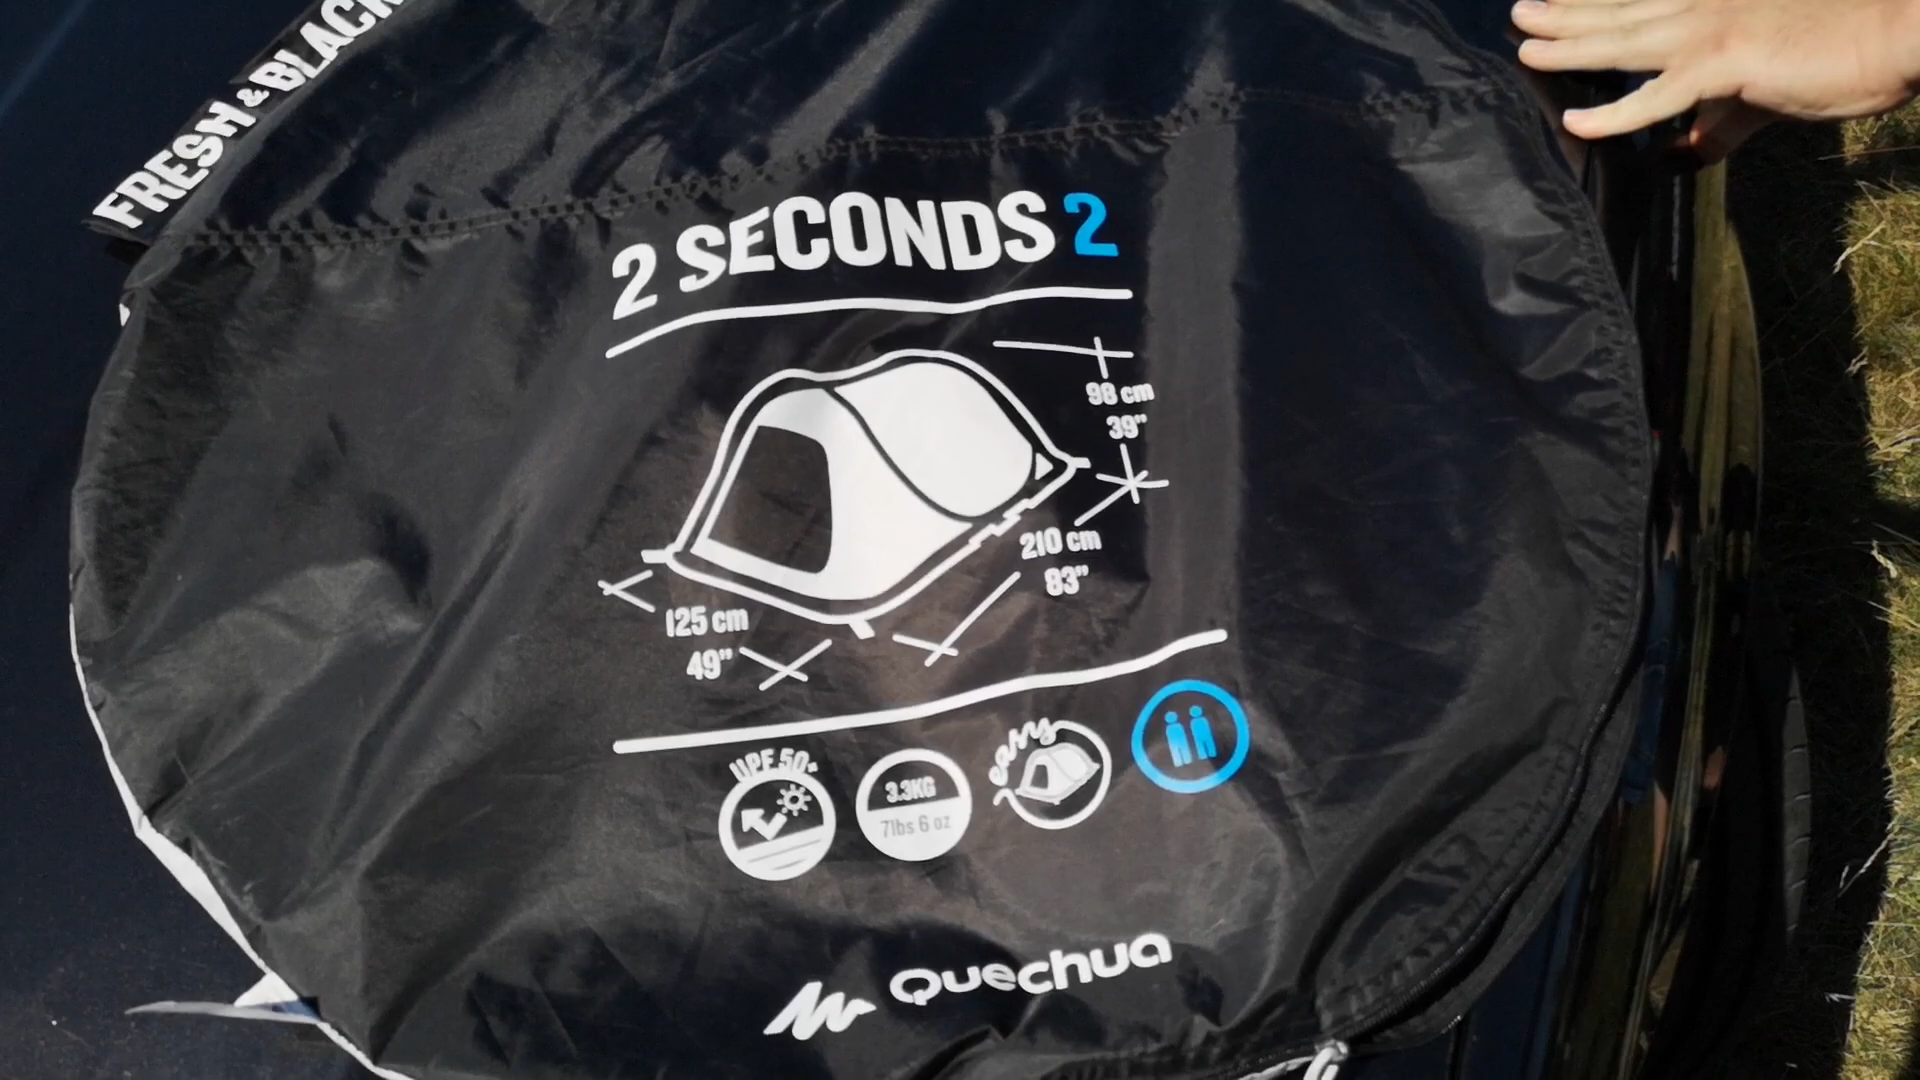 FRESH & BLACK
2 SECONDS 2
98 cm
39"
210 cm
83"
125 cm
49"
UPF 50+
3.3KG
7lbs 6 oz
easy
Quechua